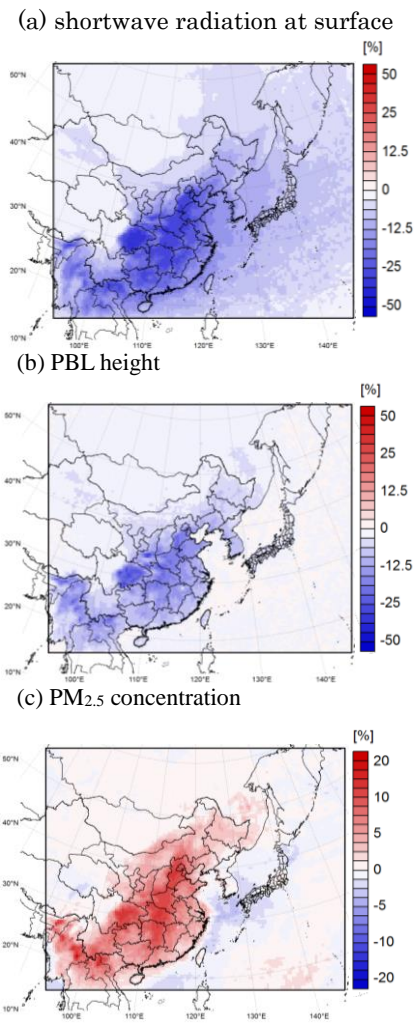 (a) shortwave radiation at surface
[%]
50°N
40°N
30°N
20°N
10°N
100°E
110°E
120°E
130°E
140°E
50
25
12.5
0
-12.5
-25
-50
(b) PBL height
[%]
50°N
40°N
30°N
20°N
10°N
100°E
110°E
120°E
130°E
140°E
50
25
12.5
0
-12.5
-25
-50
(c) PM2.5 concentration
[%]
50°N
40°N
30°N
20°N
10°N
100°E
110°E
120°E
130°E
140°E
20
10
5
0
-5
-10
-20